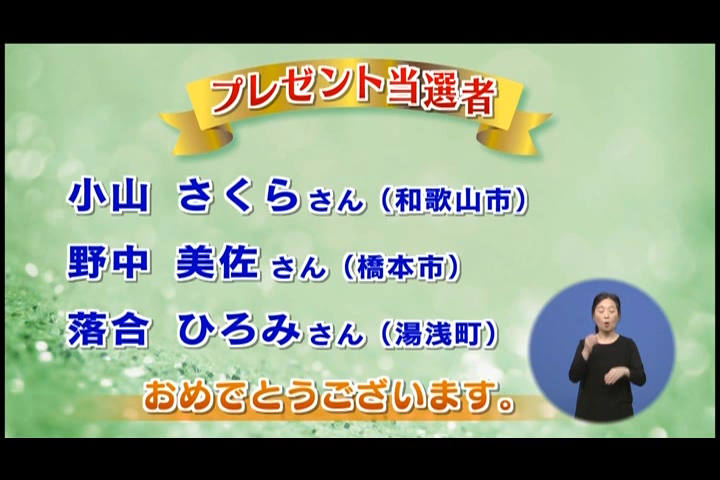 プレゼント当選者
小山 さくらさん（和歌山市）
野中 美佐さん（橋本市）
落合 ひろみさん（湯浅町）
おめでとうございます。